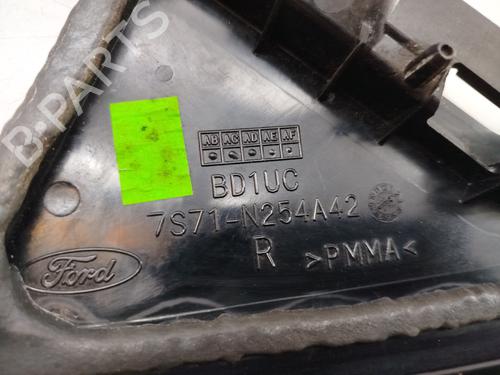 B-PARTS
AB AC AD AE AF
BD1UC
7S71-N254A42
R >PMMA<
Ford